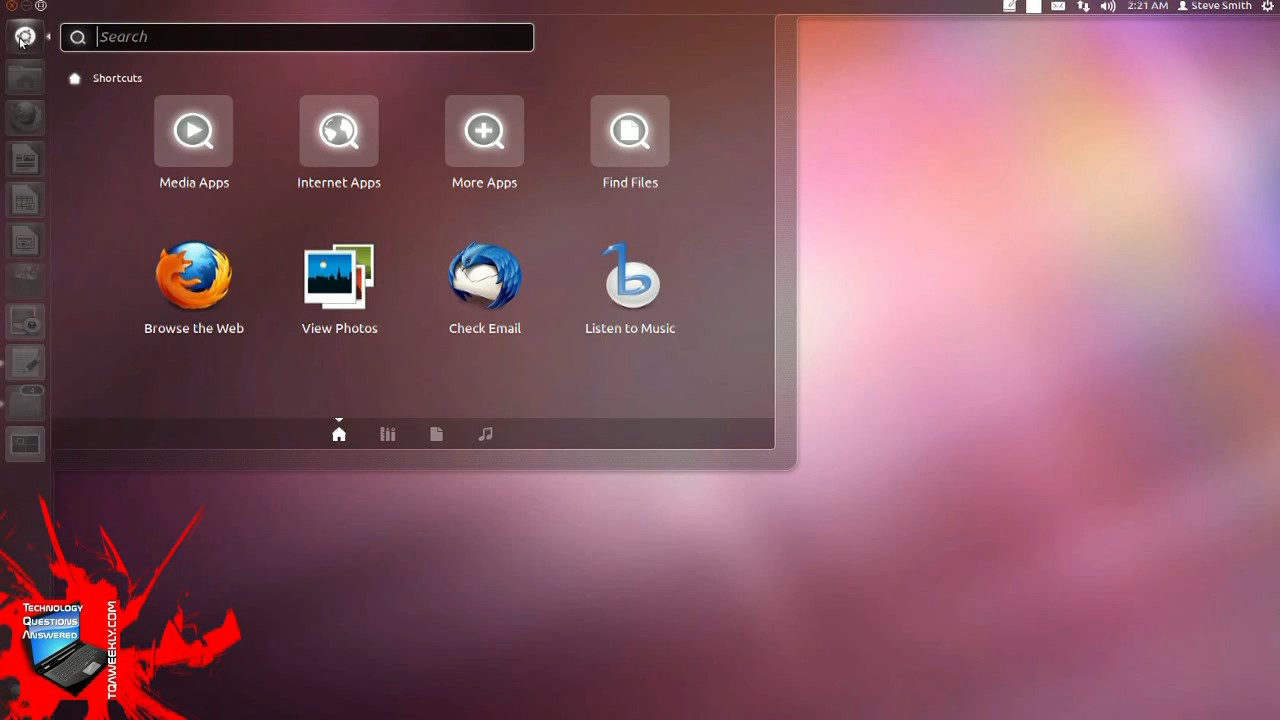 2:21 AM
Steve Smith
Search
Shortcuts
Media Apps
Internet Apps
More Apps
Find Files
Browse the Web
View Photos
Check Email
Listen to Music
Technology
Questions
Answered
TQAWEEKLY.COM